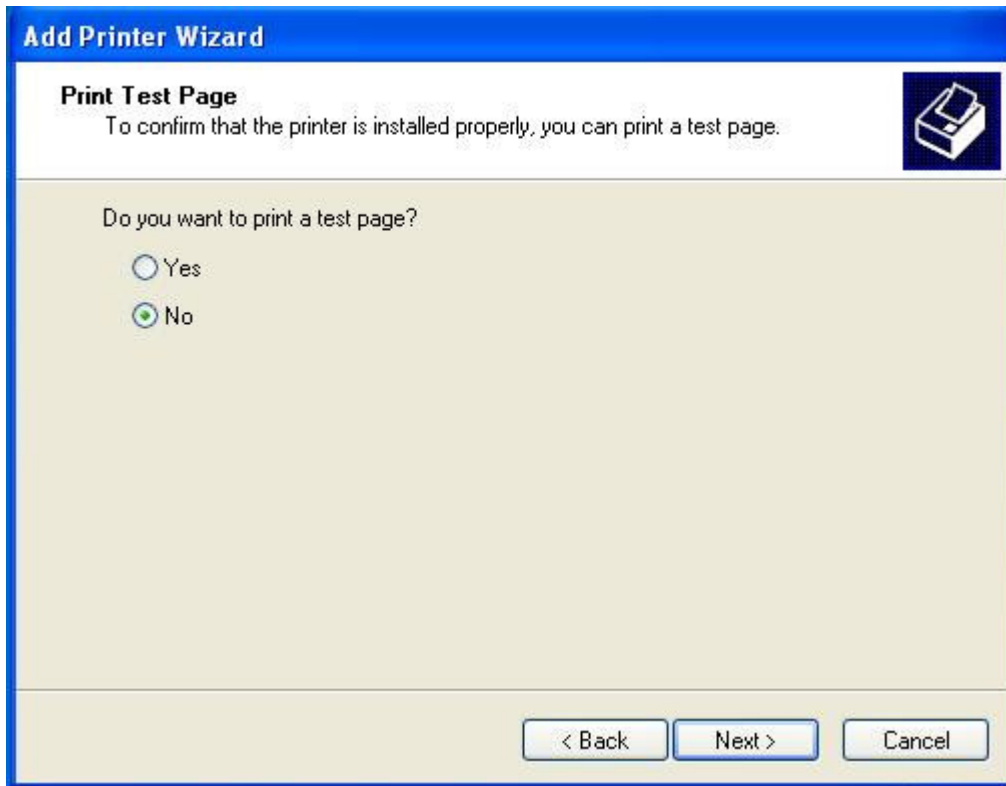 Add Printer Wizard
Print Test Page
To confirm that the printer is installed properly, you can print a test page.
Do you want to print a test page?
Yes
No
< Back
Next >
Cancel